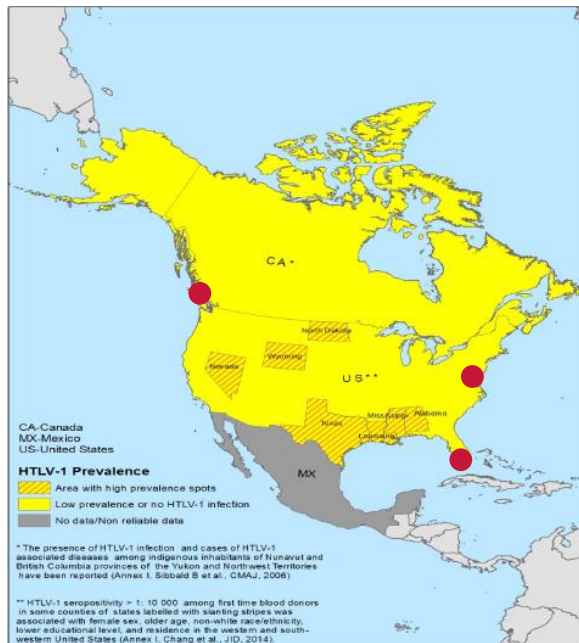 CA*
North Dakota
Wyoming
Nevada
US**
Mississippi
Alabama
Texas
Louisiana
MX
CA-Canada
MX-Mexico
US-United States
HTLV-1 Prevalence
Area with high prevalence spots
Low prevalence or no HTLV-1 infection
No data/Non reliable data
* The presence of HTLV-1 infection and cases of HTLV-1
associated diseases among indigenous inhabitants of Nunavut and
British Columbia provinces of the Yukon and Northwest Territories
have been reported (Annex I, Sibbald B et al., CMAJ, 2006)
** HTLV-1 seropositivity > 1: 10 000 among first time blood donors
in some counties of states labelled with slanting stripes was
associated with female sex, older age, non-white race/ethnicity,
lower educational level, and residence in the western and south-
western United States (Annex I, Chang et al., JID, 2014).